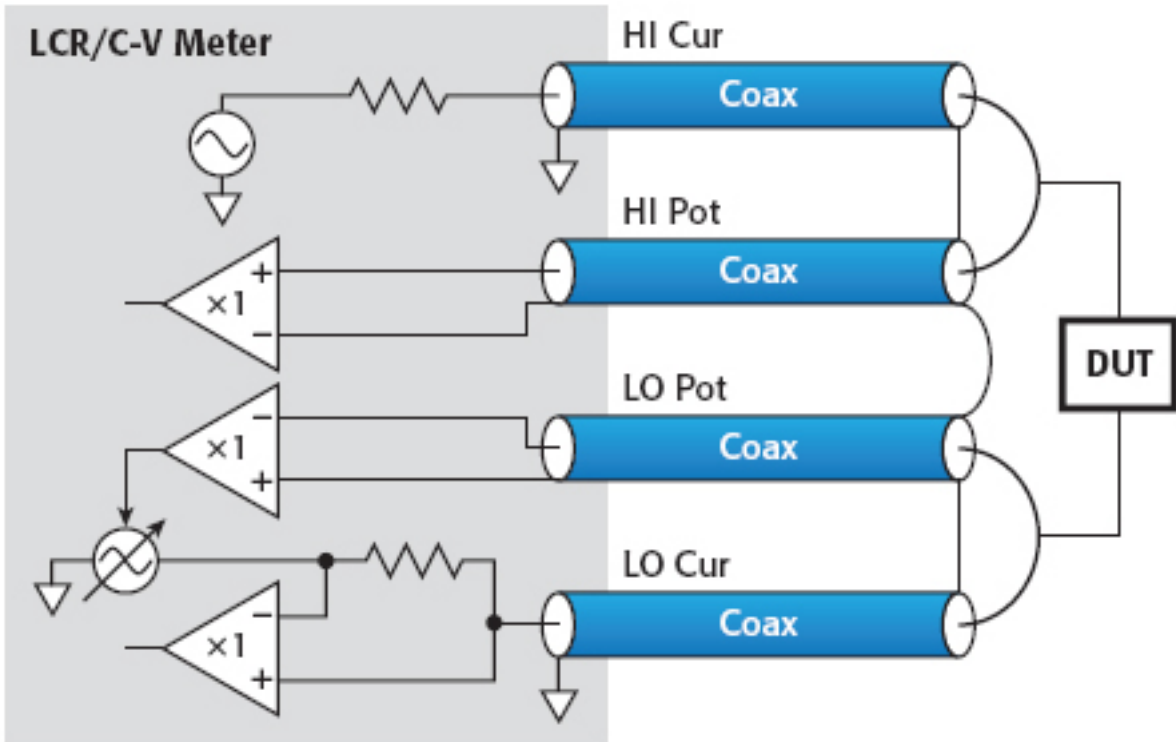 LCR/C-V Meter
HI Cur
Coax
HI Pot
Coax
+
×1
−
LO Pot
Coax
−
×1
+
DUT
LO Cur
Coax
−
×1
+